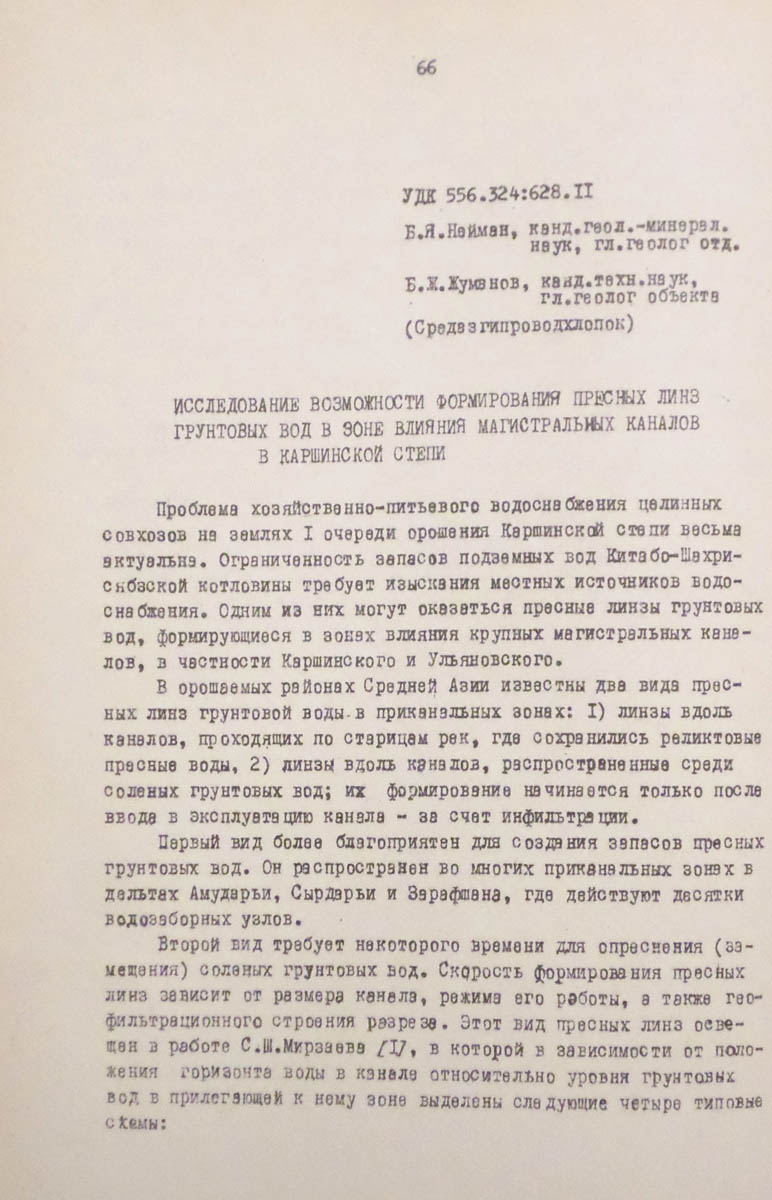 66
УДК 556.324:628.II
Б.Я.Найман, канд.геол.-минерал.
наук, гл.геолог отд.
Б.Ж.Жуманов, канд.техн.наук,
гл.геолог объекта
(Средазгипроводхлопок)
ИССЛЕДОВАНИЕ ВОЗМОЖНОСТИ ФОРМИРОВАНИЯ ПРЕСНЫХ ЛИНЗ
ГРУНТОВЫХ ВОД В ЗОНЕ ВЛИЯНИЯ МАГИСТРАЛЬНЫХ КАНАЛОВ
В КАРШИНСКОЙ СТЕПИ
Проблема хозяйственно-питьевого водоснабжения целинных
совхозов на землях I очереди орошения Каршинской степи весьма
актуальна. Ограниченность запасов подземных вод Китабо-Шахри-
сябзской котловины требует изыскания местных источников водо-
снабжения. Одним из них могут оказаться пресные линзы грунтовых
вод, формирующиеся в зонах влияния крупных магистральных кана-
лов, в частности Каршинского и Ульяновского.
В орошаемых районах Средней Азии известны два вида прес-
ных линз грунтовой воды в приканальных зонах: I) линзы вдоль
каналов, проходящих по старицам рек, где сохранились реликтовые
пресные воды, 2) линзы вдоль каналов, распространенные среди
соленых грунтовых вод; их формирование начинается только после
ввода в эксплуатацию канала - за счет инфильтрации.
Первый вид более благоприятен для создания запасов пресных
грунтовых вод. Он распространен во многих приканальных зонах в
дельтах Амударьи, Сырдарьи и Зарафшана, где действуют десятки
водозаборных узлов.
Второй вид требует некоторого времени для опреснения (за-
мещения) соленых грунтовых вод. Скорость формирования пресных
линз зависит от размера канала, режима его работы, а также гео-
фильтрационного строения разреза. Этот вид пресных линз осве-
щен в работе С.Ш.Мирзаева /I/, в которой в зависимости от поло-
жения горизонта воды в канале относительно уровня грунтовых
вод в прилегающей к нему зоне выделены следующие четыре типовые
схемы: